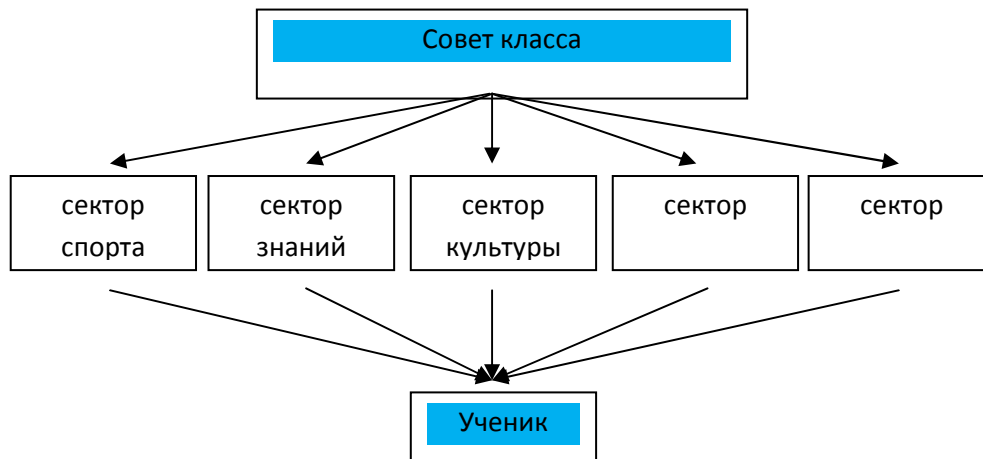 Совет класса
сектор спорта
сектор знаний
сектор культуры
сектор
сектор
Ученик